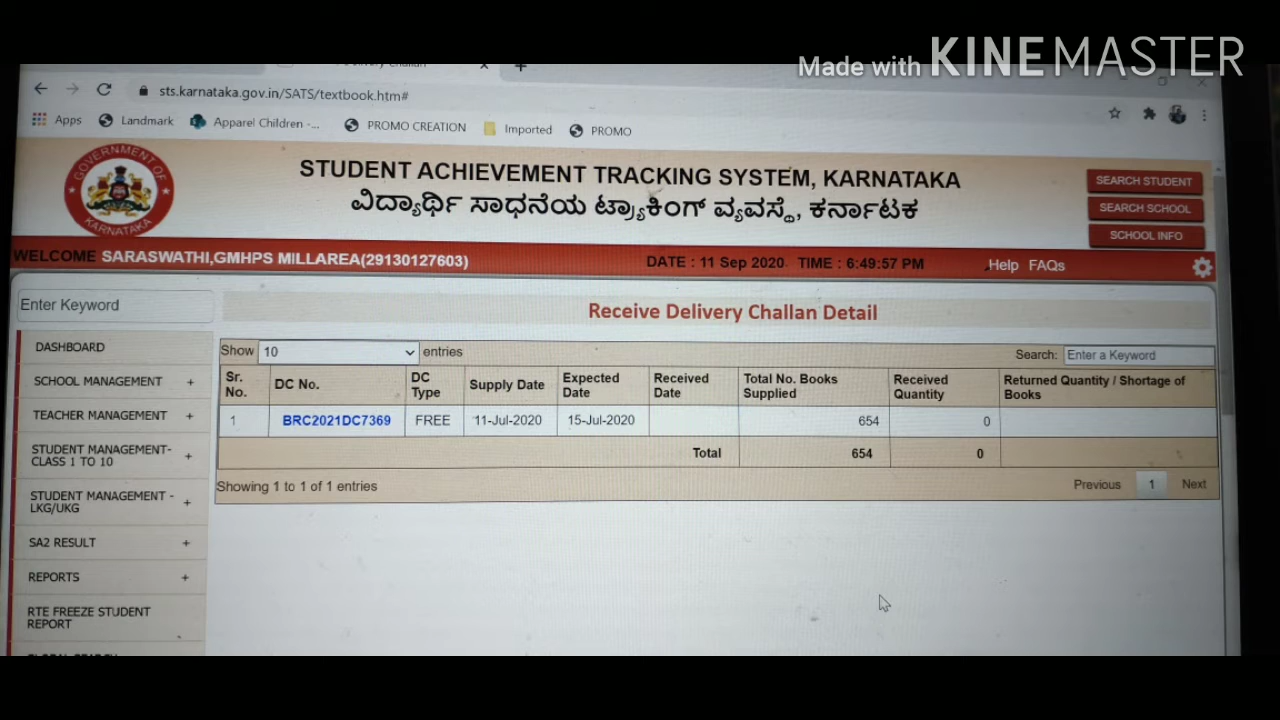 Made with KINEMASTER
Delivery Challan
sts.karnataka.gov.in/SATS/textbook.htm#
Apps Landmark Apparel Children -... PROMO CREATION Imported PROMO
GOVERNMENT OF
KARNATAKA
STUDENT ACHIEVEMENT TRACKING SYSTEM, KARNATAKA
ವಿದ್ಯಾರ್ಥಿ ಸಾಧನೆಯ ಟ್ರ್ಯಾಕಿಂಗ್ ವ್ಯವಸ್ಥೆ, ಕರ್ನಾಟಕ
SEARCH STUDENT
SEARCH SCHOOL
SCHOOL INFO
WELCOME SARASWATHI,GMHPS MILLAREA(29130127603) DATE : 11 Sep 2020 TIME : 6:49:57 PM Help FAQs
Enter Keyword
DASHBOARD
SCHOOL MANAGEMENT +
TEACHER MANAGEMENT +
STUDENT MANAGEMENT-
CLASS 1 TO 10 +
STUDENT MANAGEMENT -
LKG/UKG +
SA2 RESULT +
REPORTS +
RTE FREEZE STUDENT
REPORT
Receive Delivery Challan Detail
Show 10 entries Search: Enter a Keyword
Sr. No. DC No. DC Type Supply Date Expected Date Received Date Total No. Books Supplied Received Quantity Returned Quantity / Shortage of Books
1 BRC2021DC7369 FREE 11-Jul-2020 15-Jul-2020 654 0
Total 654 0
Showing 1 to 1 of 1 entries Previous 1 Next